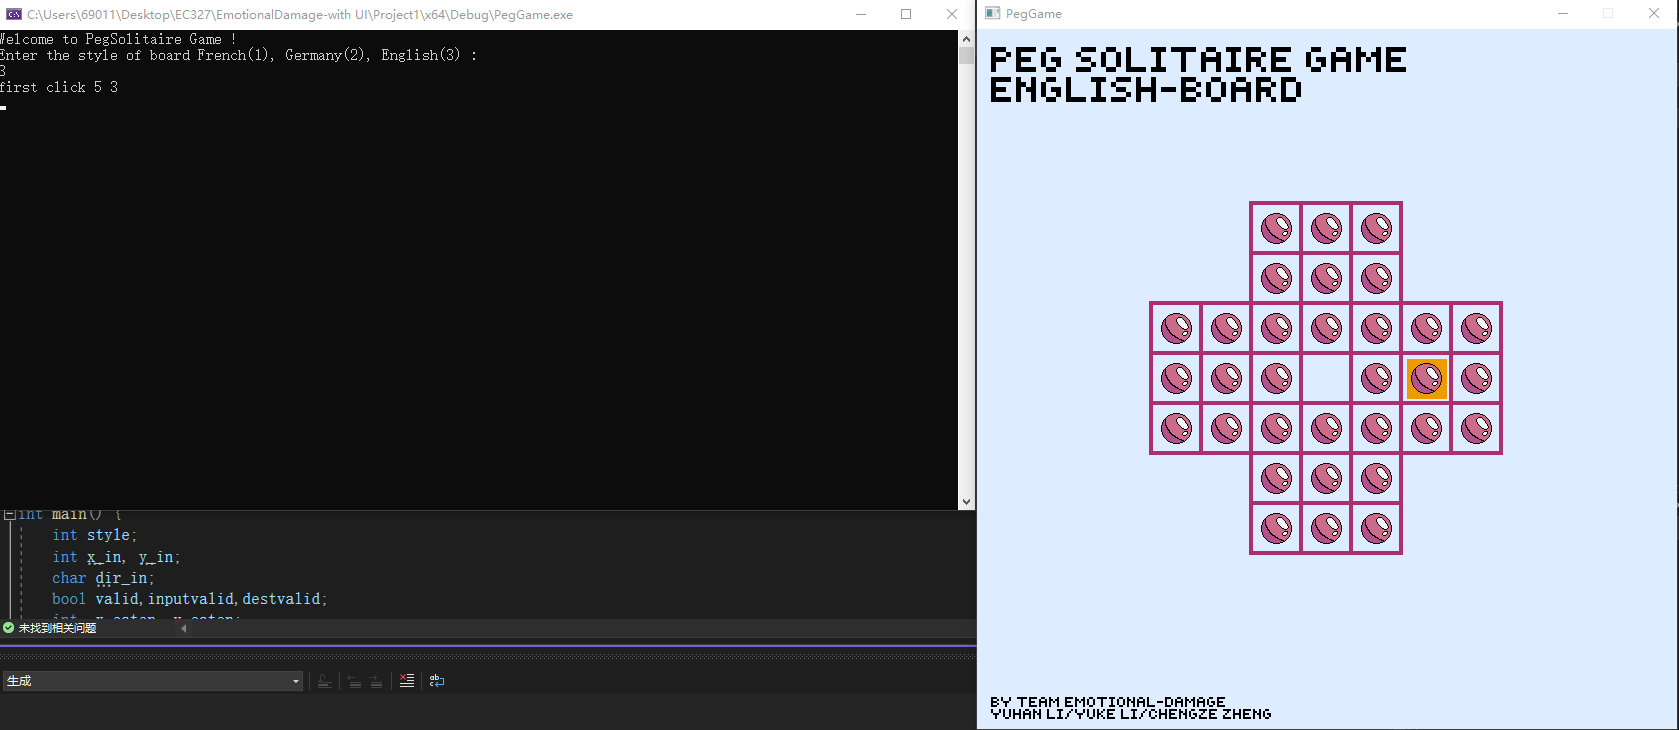 C:\Users\69011\Desktop\EC327\EmotionalDamage-with UI\Project1\x64\Debug\PegGame.exe
Welcome to PegSolitaire Game !
Enter the style of board French(1), Germany(2), English(3) :
3
first click 5 3
int main() {
int style;
int x_in, y_in;
char dir_in;
bool valid,inputvalid,destvalid;
未找到相关问题
生成
PegGame
PEG SOLITAIRE GAME
ENGLISH-BOARD
BY TEAM EMOTIONAL-DAMAGE
YUHAN LI/YUKE LI/CHENGZE ZHENG